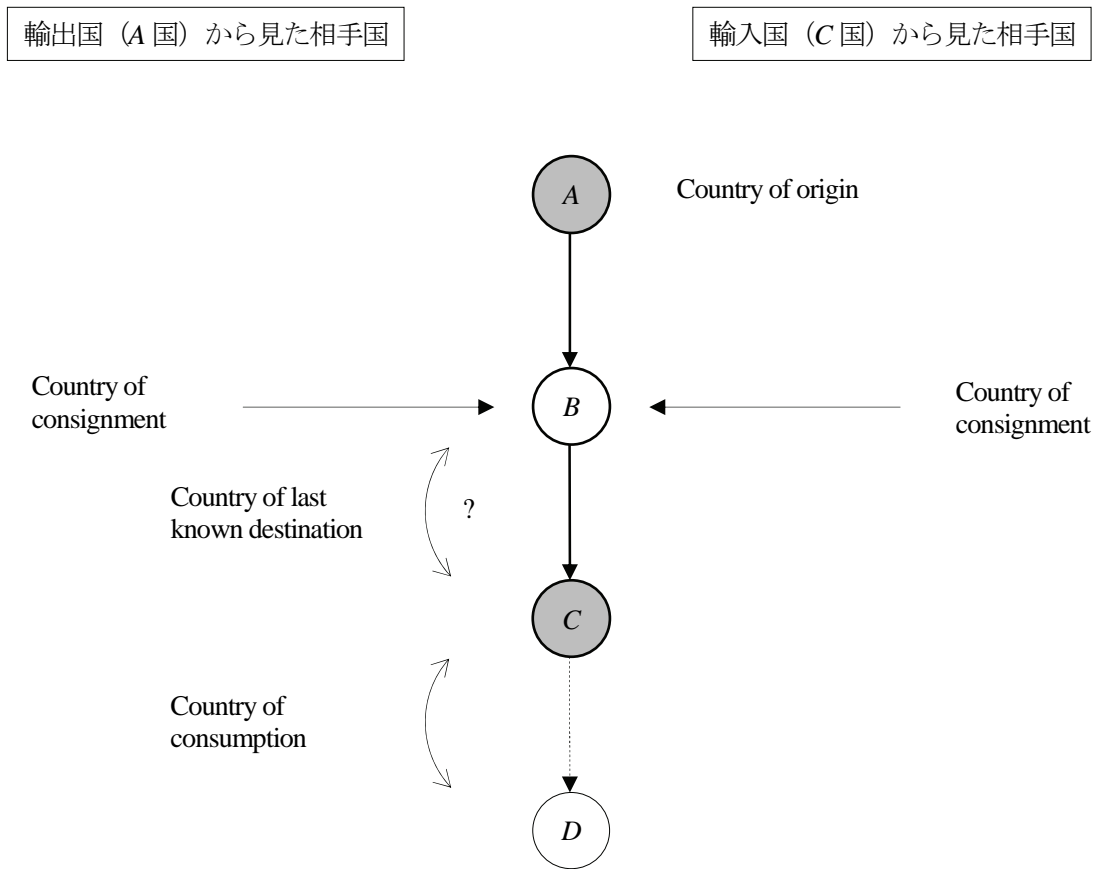 輸出国（A 国）から見た相手国
輸入国（C 国）から見た相手国
A
Country of origin
Country of
consignment
B
Country of
consignment
Country of last
known destination
?
C
Country of
consumption
D